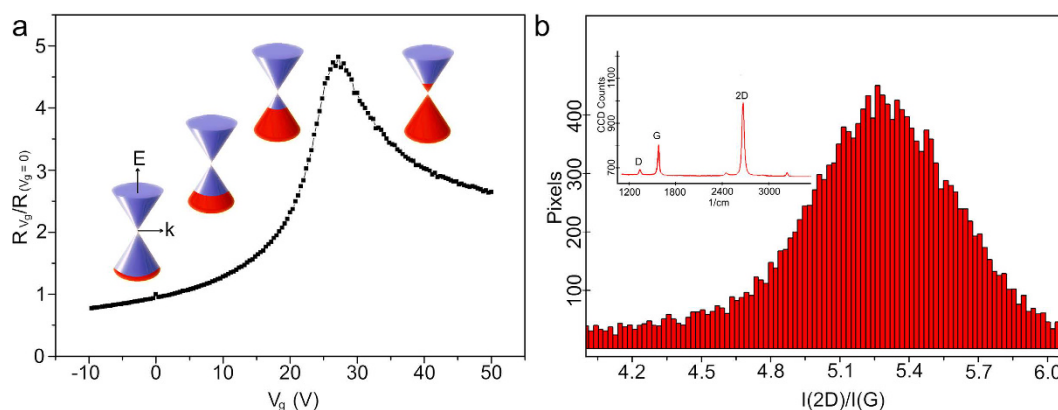 a
5
4
3
2
1
0
R Vg/R (Vg = 0)
E
k
-10 0 10 20 30 40 50
Vg (V)
b
400
300
200
100
Pixels
1100
900
700
CCD Counts
D
G
2D
1200 1800 2400 3000
1/cm
4.2 4.5 4.8 5.1 5.4 5.7 6.0
I(2D)/I(G)